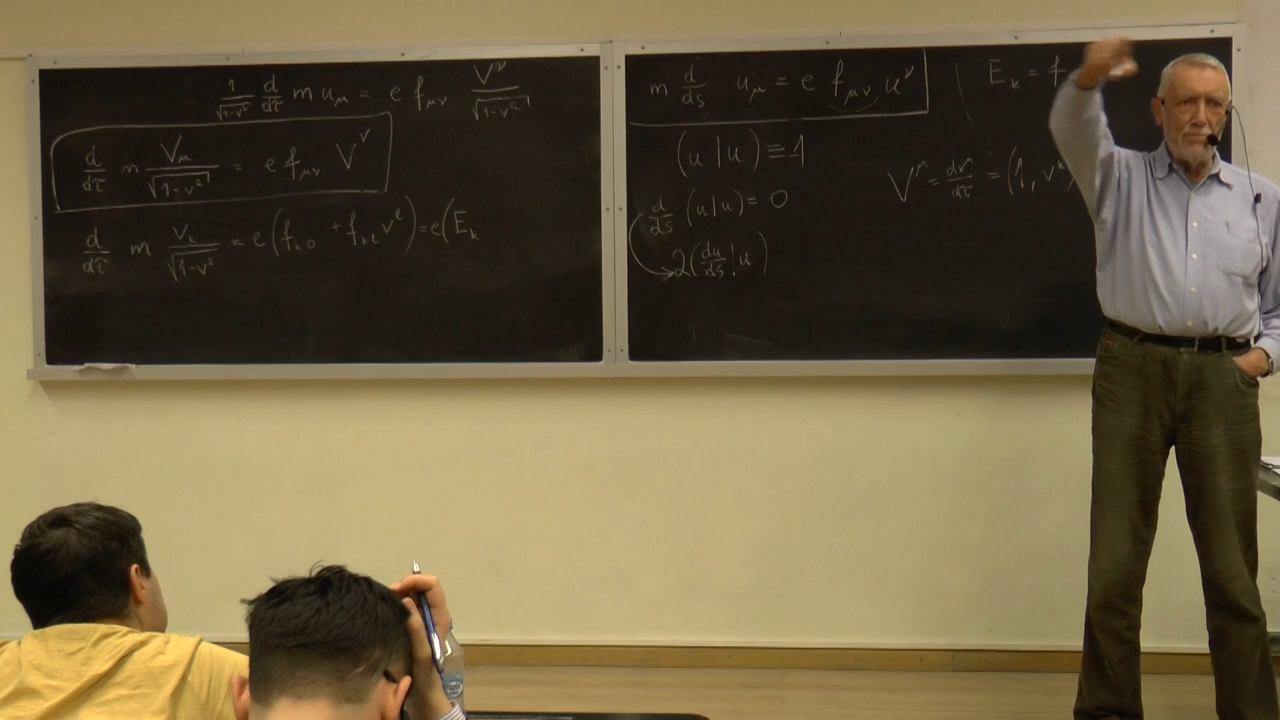 1/√(1-v²) d/dτ m u_μ = e f_μν V^ν/√(1-v²)
d/dτ m V_μ/√(1-v²) = e f_μν V^ν
d/dτ m V_k/√(1-v²) = e(f_k0 + f_kl v^l) = e(E_k
m d/ds u_μ = e f_μν u^ν
(u|u) ≡ 1
d/ds (u|u) = 0
2(du/ds|u)
E_k = f
V^μ = dx^μ/dτ = (1, v^k